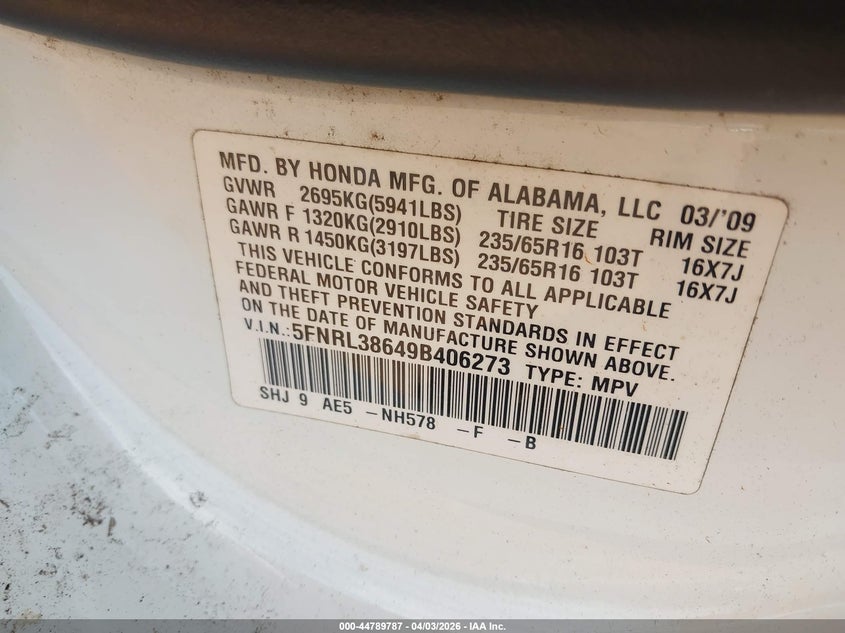 MFD. BY HONDA MFG. OF ALABAMA, LLC 03/'09
GVWR 2695KG(5941LBS) TIRE SIZE RIM SIZE
GAWR F 1320KG(2910LBS) 235/65R16 103T 16X7J
GAWR R 1450KG(3197LBS) 235/65R16 103T 16X7J
THIS VEHICLE CONFORMS TO ALL APPLICABLE
FEDERAL MOTOR VEHICLE SAFETY
AND THEFT PREVENTION STANDARDS IN EFFECT
ON THE DATE OF MANUFACTURE SHOWN ABOVE.
V.I.N.:5FNRL38649B406273 TYPE: MPV
SHJ 9 AE5 -NH578 -F -B
000-44789787 - 04/03/2026 - IAA Inc.